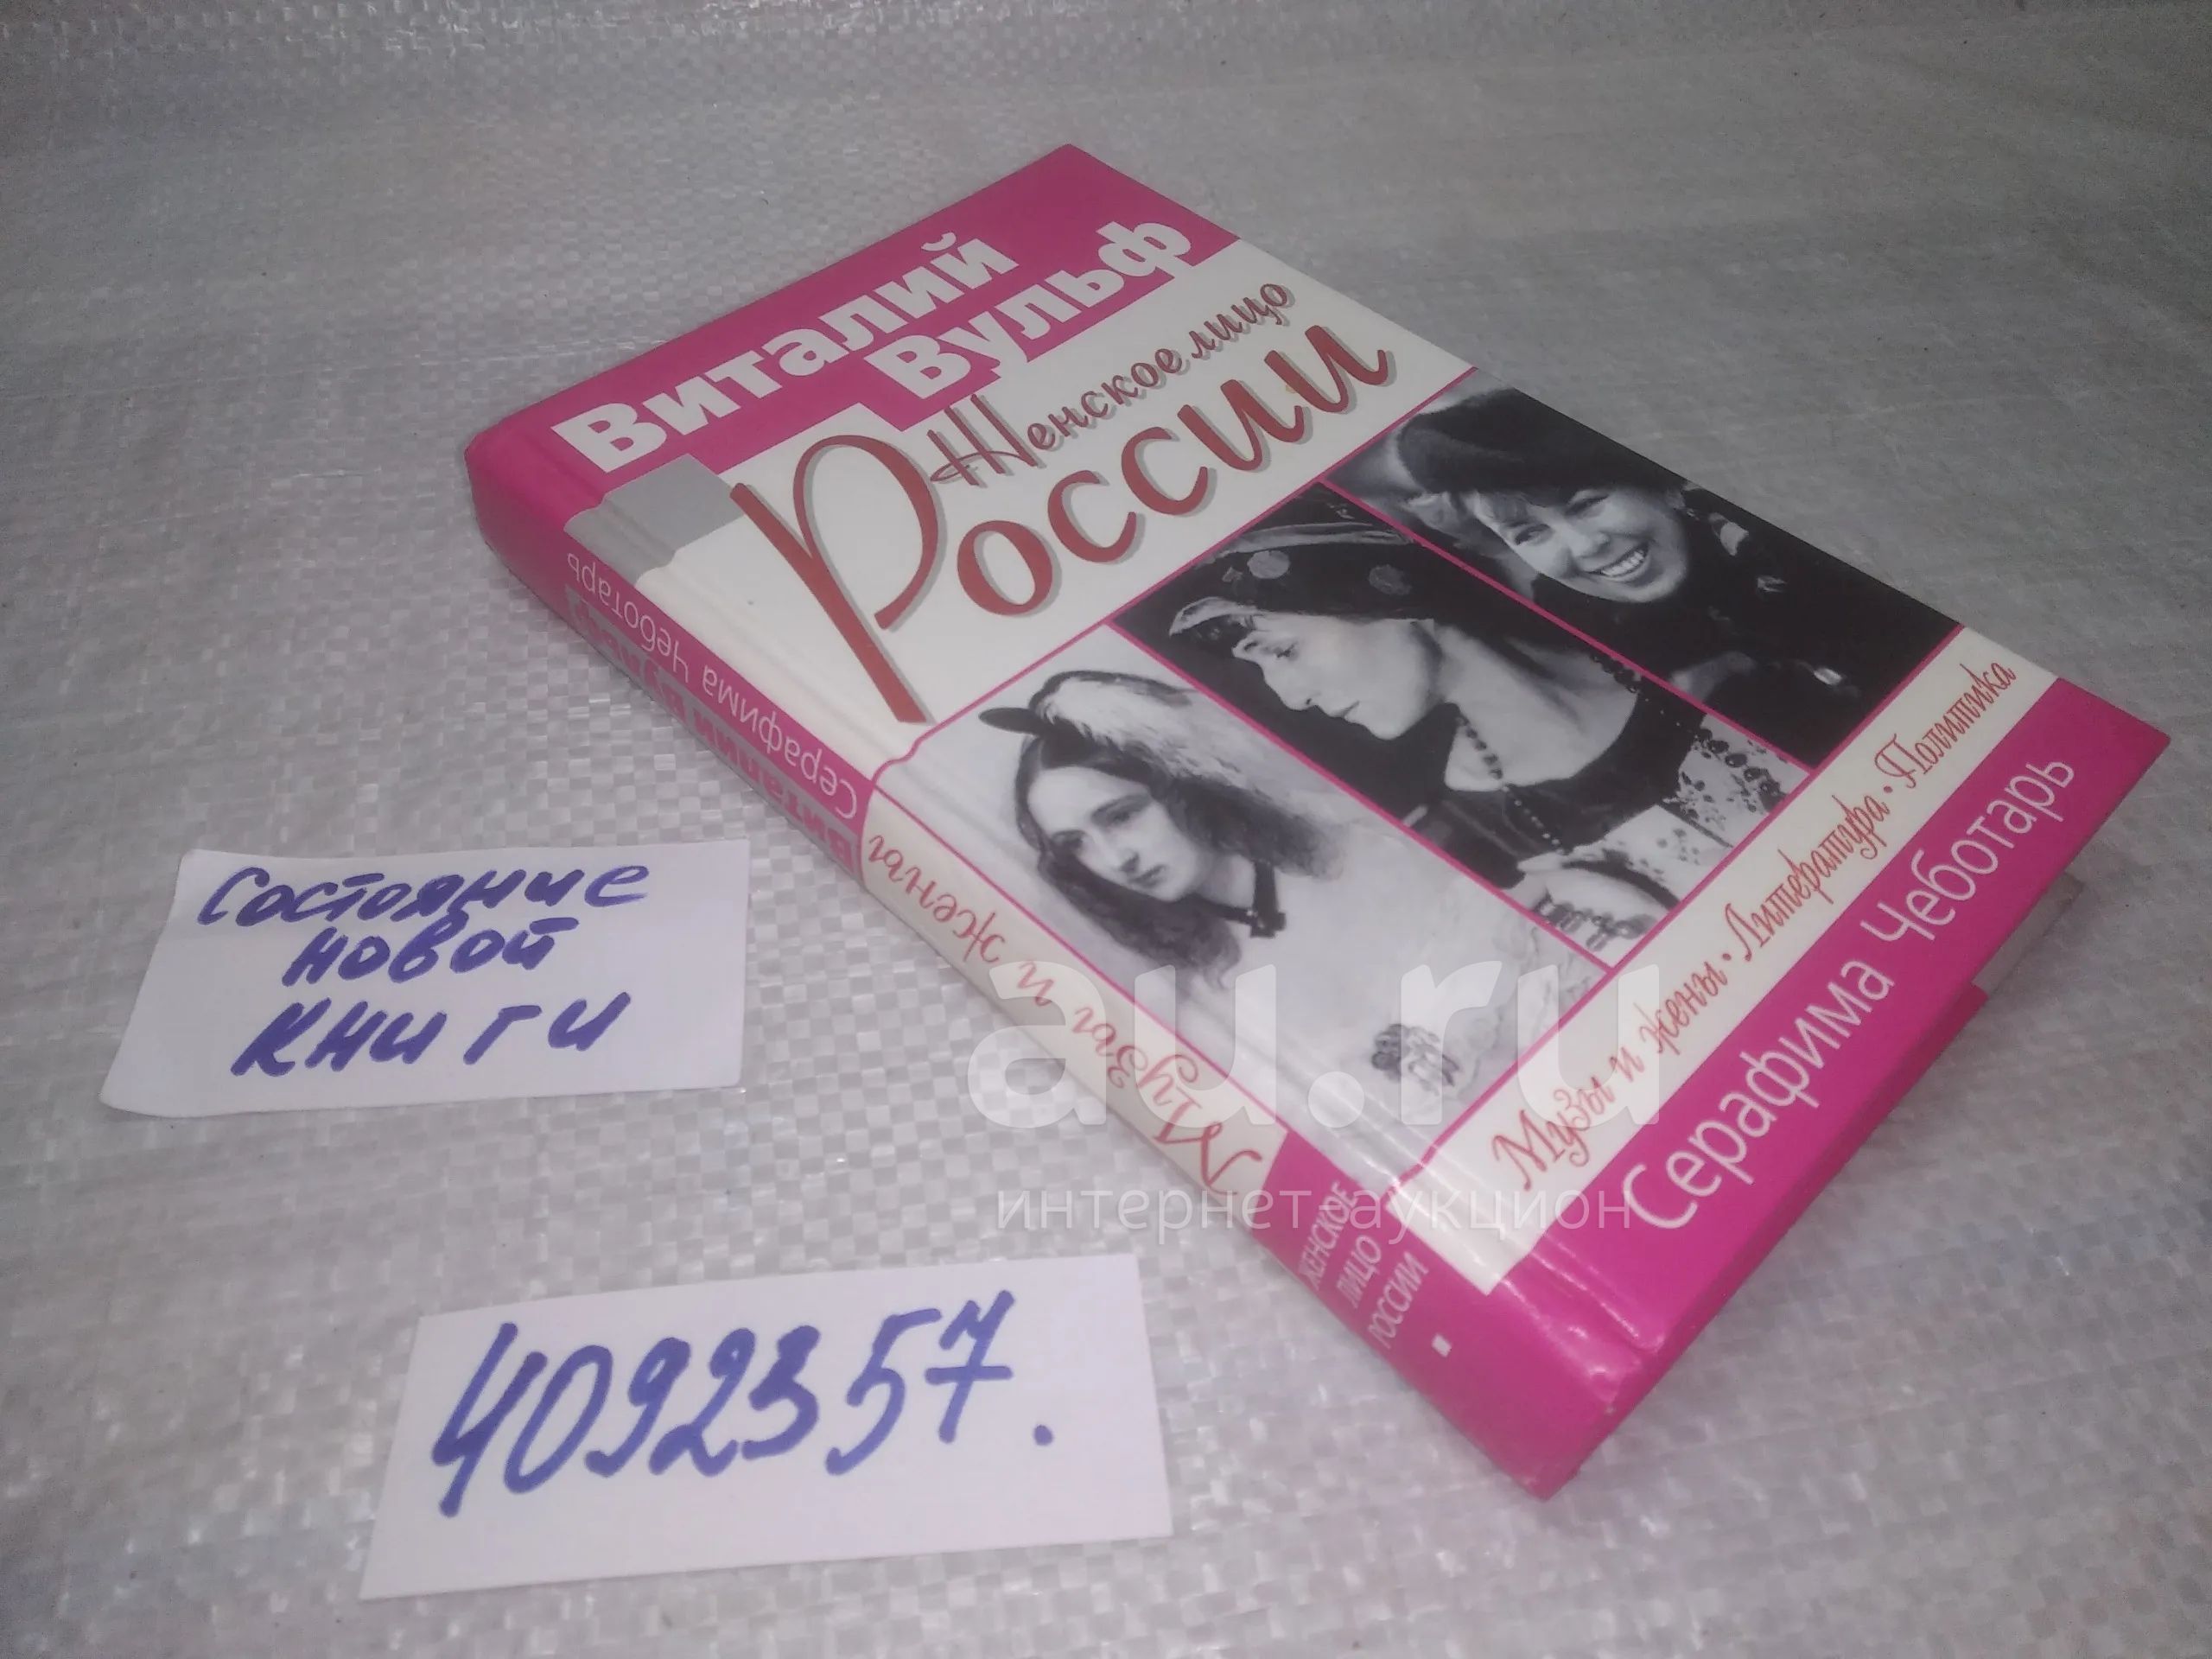 Виталий
Вульф
Женское лицо
России
Музы и жены • Литература • Политика
Серафима Чеботарь
Серафима Чеботарь
Виталий Вульф
Музы и жены
ЖЕНСКОЕ
ЛИЦО
РОССИИ
Состояние
новой
книги
4092357.
au.ru
интернет аукцион